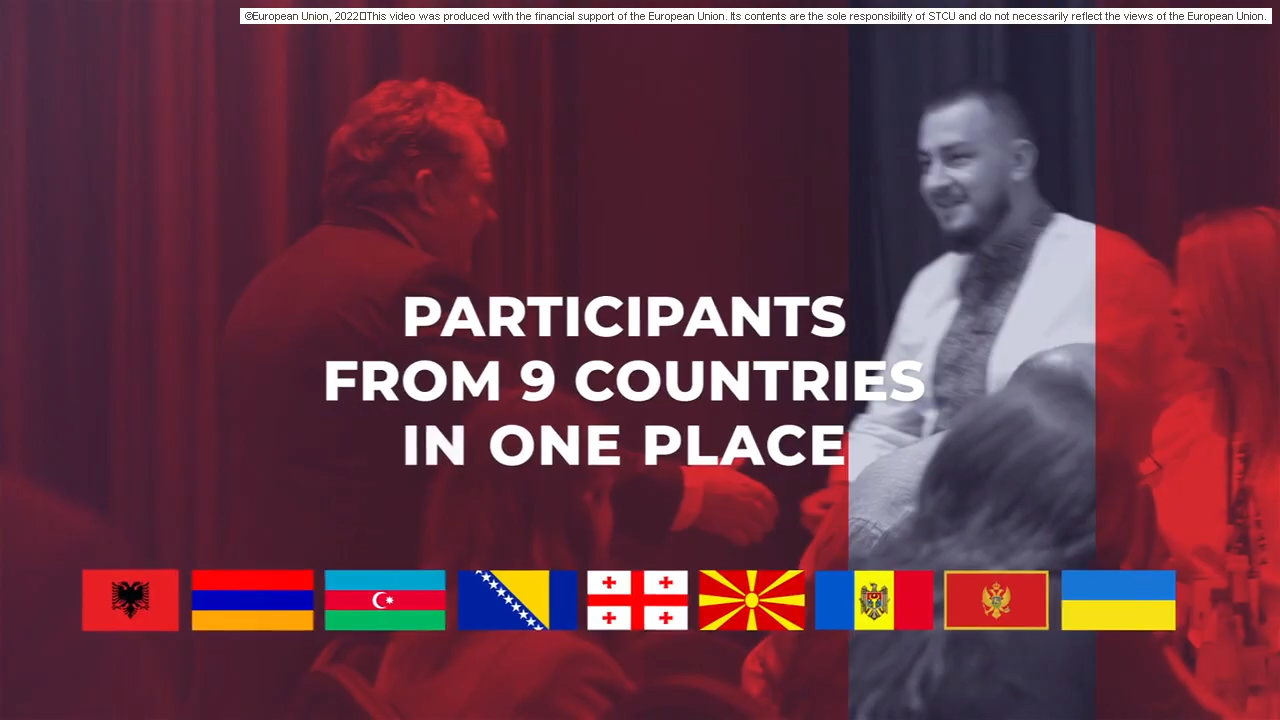 ©European Union, 2022▯This video was produced with the financial support of the European Union. Its contents are the sole responsibility of STCU and do not necessarily reflect the views of the European Union.
PARTICIPANTS
FROM 9 COUNTRIES
IN ONE PLACE